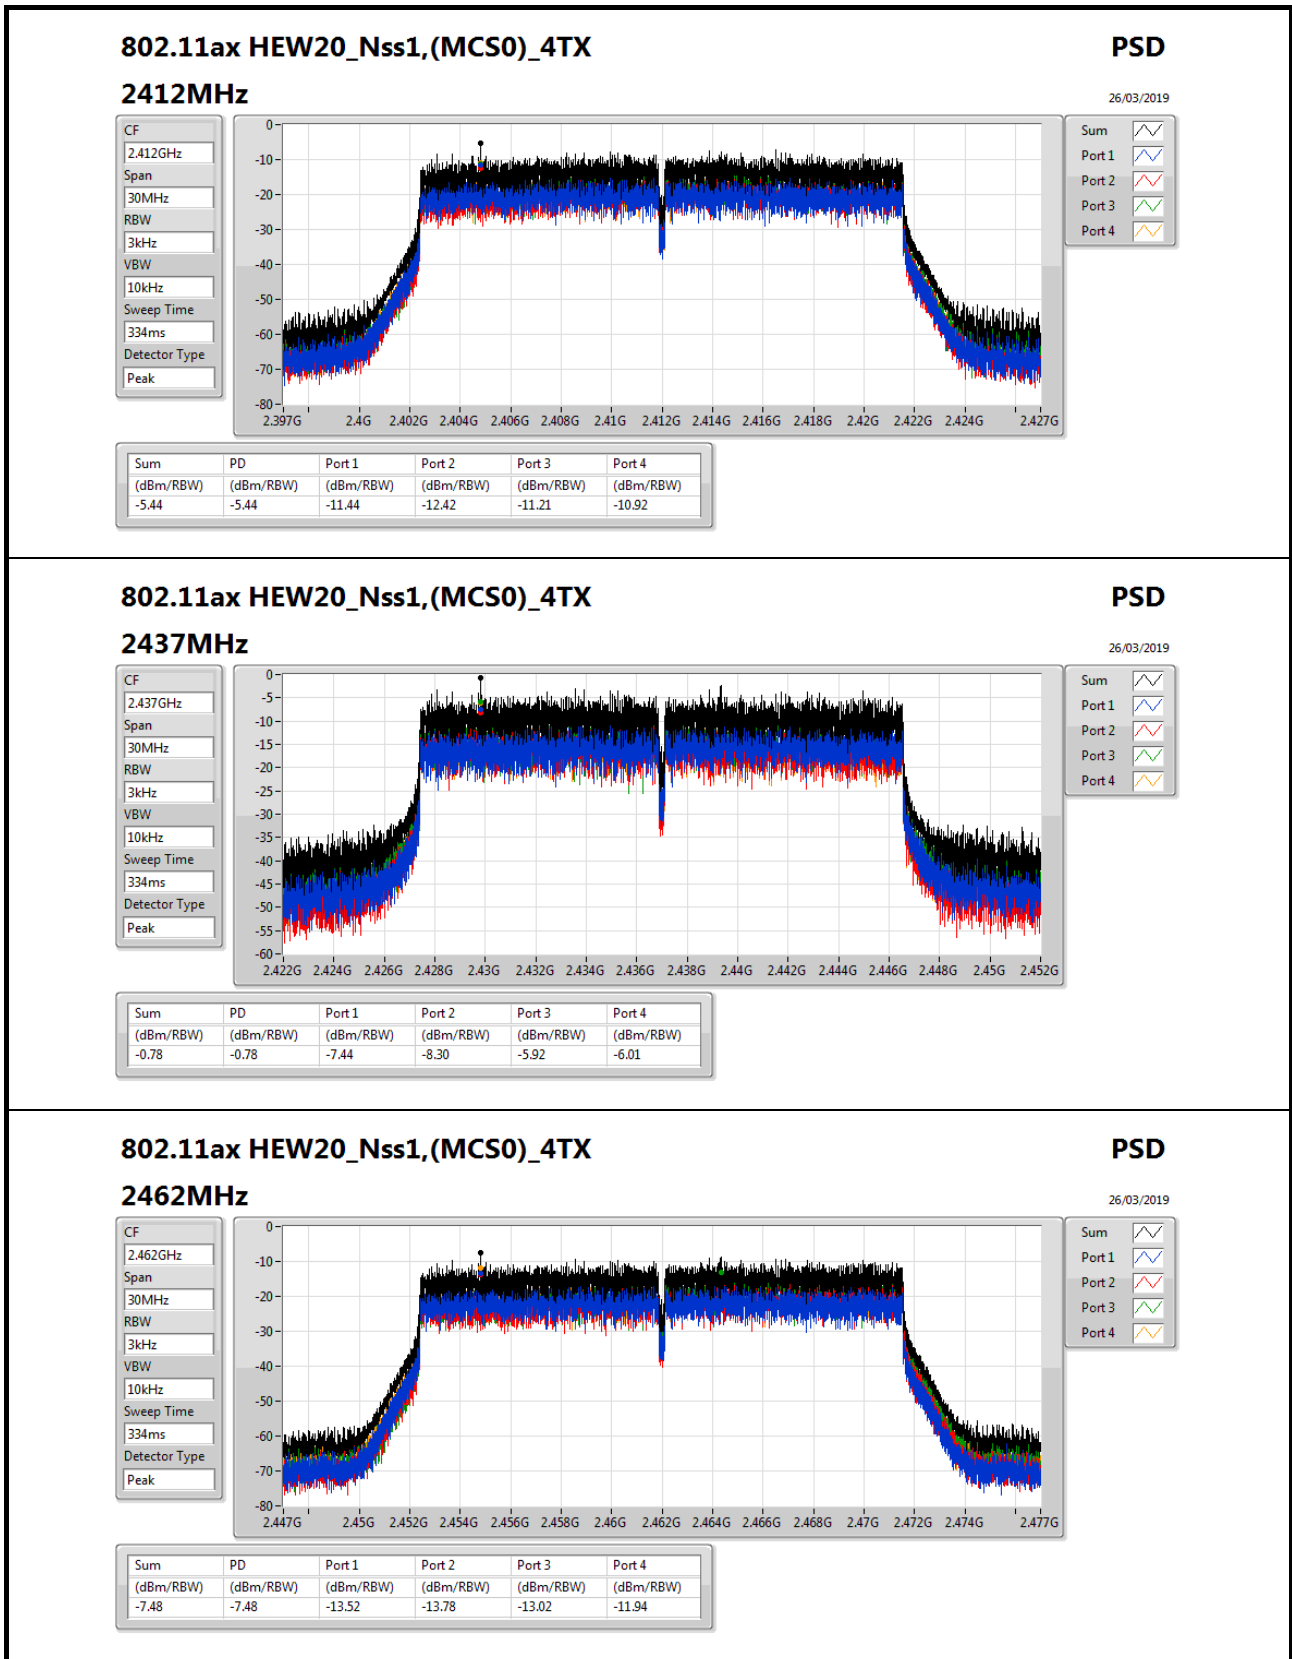 802.11ax HEW20_Nss1,(MCS0)_4TX PSD
2412MHz 26/03/2019
CF
2.412GHz
Span
30MHz
RBW
3kHz
VBW
10kHz
Sweep Time
334ms
Detector Type
Peak
0
-10
-20
-30
-40
-50
-60
-70
-80
2.397G 2.4G 2.402G 2.404G 2.406G 2.408G 2.41G 2.412G 2.414G 2.416G 2.418G 2.42G 2.422G 2.424G 2.427G
Sum
Port 1
Port 2
Port 3
Port 4
Sum PD Port 1 Port 2 Port 3 Port 4
(dBm/RBW) (dBm/RBW) (dBm/RBW) (dBm/RBW) (dBm/RBW) (dBm/RBW)
-5.44 -5.44 -11.44 -12.42 -11.21 -10.92
802.11ax HEW20_Nss1,(MCS0)_4TX PSD
2437MHz 26/03/2019
CF
2.437GHz
Span
30MHz
RBW
3kHz
VBW
10kHz
Sweep Time
334ms
Detector Type
Peak
0
-5
-10
-15
-20
-25
-30
-35
-40
-45
-50
-55
-60
2.422G 2.424G 2.426G 2.428G 2.43G 2.432G 2.434G 2.436G 2.438G 2.44G 2.442G 2.444G 2.446G 2.448G 2.45G 2.452G
Sum
Port 1
Port 2
Port 3
Port 4
Sum PD Port 1 Port 2 Port 3 Port 4
(dBm/RBW) (dBm/RBW) (dBm/RBW) (dBm/RBW) (dBm/RBW) (dBm/RBW)
-0.78 -0.78 -7.44 -8.30 -5.92 -6.01
802.11ax HEW20_Nss1,(MCS0)_4TX PSD
2462MHz 26/03/2019
CF
2.462GHz
Span
30MHz
RBW
3kHz
VBW
10kHz
Sweep Time
334ms
Detector Type
Peak
0
-10
-20
-30
-40
-50
-60
-70
-80
2.447G 2.45G 2.452G 2.454G 2.456G 2.458G 2.46G 2.462G 2.464G 2.466G 2.468G 2.47G 2.472G 2.474G 2.477G
Sum
Port 1
Port 2
Port 3
Port 4
Sum PD Port 1 Port 2 Port 3 Port 4
(dBm/RBW) (dBm/RBW) (dBm/RBW) (dBm/RBW) (dBm/RBW) (dBm/RBW)
-7.48 -7.48 -13.52 -13.78 -13.02 -11.94